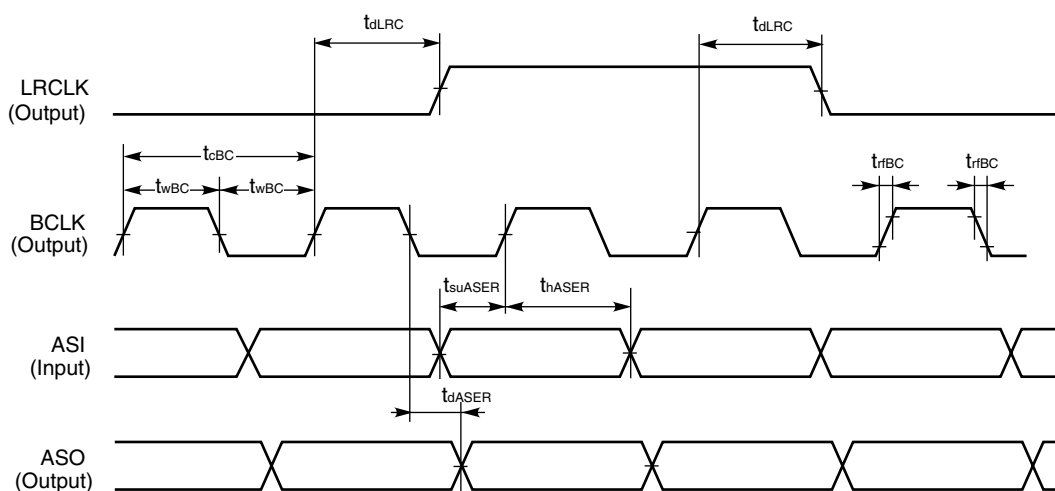 tdLRC
tdLRC
LRCLK
(Output)
tcBC
twBC
twBC
trfBC
trfBC
BCLK
(Output)
tsuASER
thASER
ASI
(Input)
tdASER
ASO
(Output)